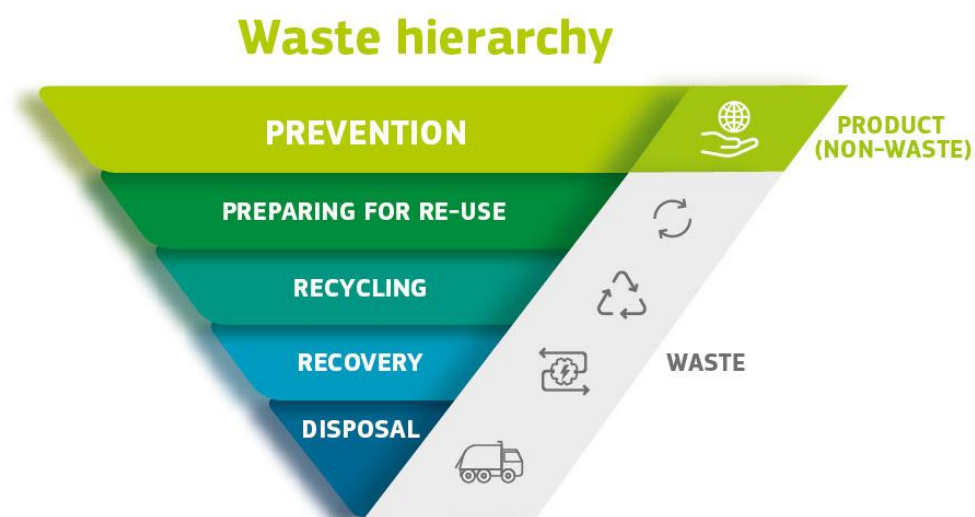 Waste hierarchy
PREVENTION
PRODUCT
(NON-WASTE)
PREPARING FOR RE-USE
RECYCLING
RECOVERY
WASTE
DISPOSAL